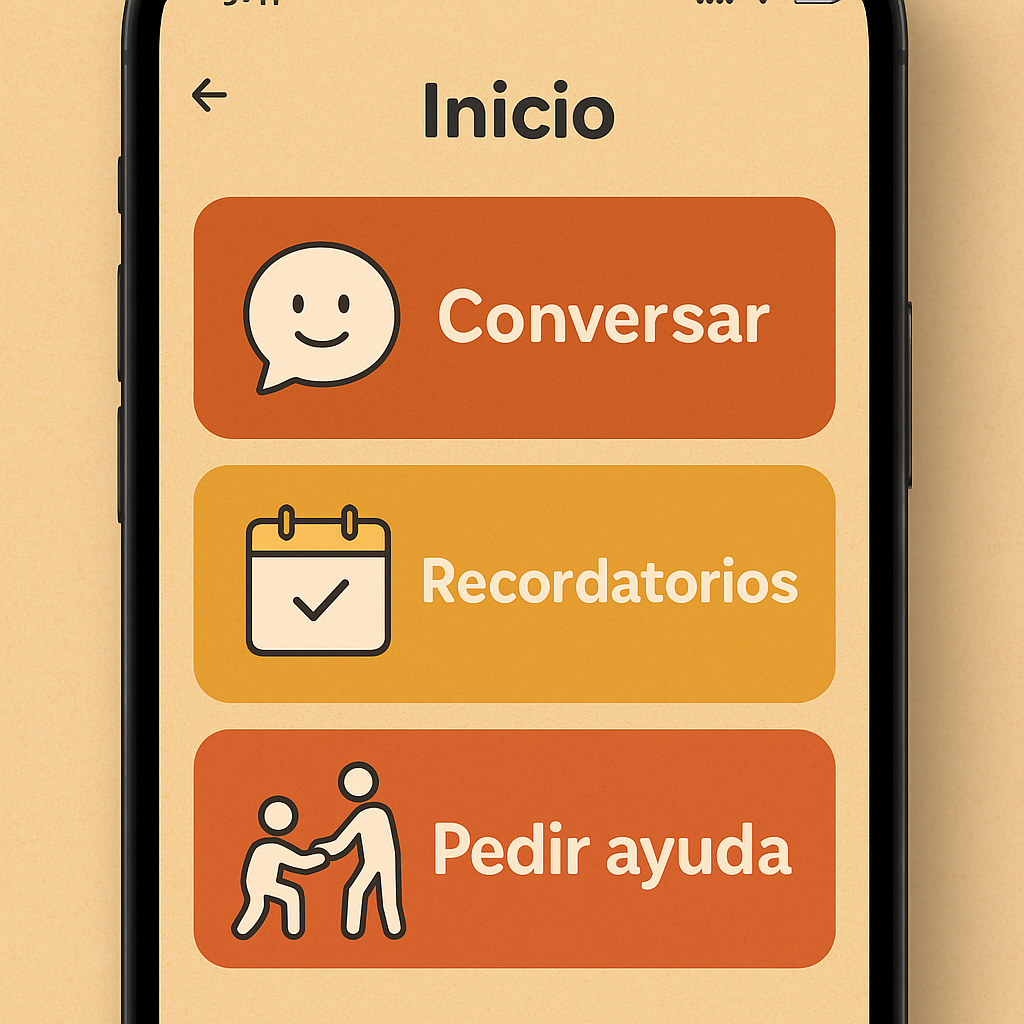 Inicio
Conversar
Recordatorios
Pedir ayuda